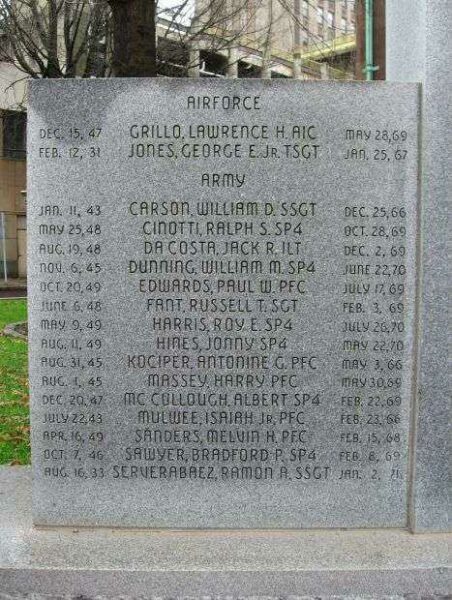 AIRFORCE
DEC. 15, 47 GRILLO, LAWRENCE H. AIC MAY 28, 69
FEB. 12, 31 JONES, GEORGE E. JR. TSGT JAN. 25, 67
ARMY
JAN. 11, 43 CARSON, WILLIAM D. SSGT DEC. 25, 66
MAY 25, 48 CINOTTI, RALPH S. SP4 OCT. 28, 69
AUG. 19, 48 DA COSTA, JACK R. 1LT DEC. 2, 69
NOV. 6, 45 DUNNING, WILLIAM M. SP4 JUNE 22, 70
OCT. 20, 49 EDWARDS, PAUL W. PFC JULY 17, 69
JUNE 6, 48 FANT, RUSSELL T. SGT FEB. 3, 69
MAY 9, 49 HARRIS, ROY E. SP4 JULY 26, 70
AUG. 11, 49 HINES, JONNY SP4 MAY 22, 70
AUG. 31, 45 KOCIPER, ANTONINE G. PFC MAY 3, 66
AUG. 1, 45 MASSEY, HARRY PFC MAY 30, 69
DEC. 20, 47 MC CULLOUGH, ALBERT SP4 FEB. 22, 69
JULY 22, 43 MULWEE, ISAIAH JR. PFC FEB. 23, 66
APR. 16, 49 SANDERS, MELVIN H. PFC FEB. 15, 68
OCT. 7, 46 SAWYER, BRADFORD P. SP4 FEB. 8, 69
AUG. 16, 33 SERVERABAEZ, RAMON A. SSGT JAN. 2, 71